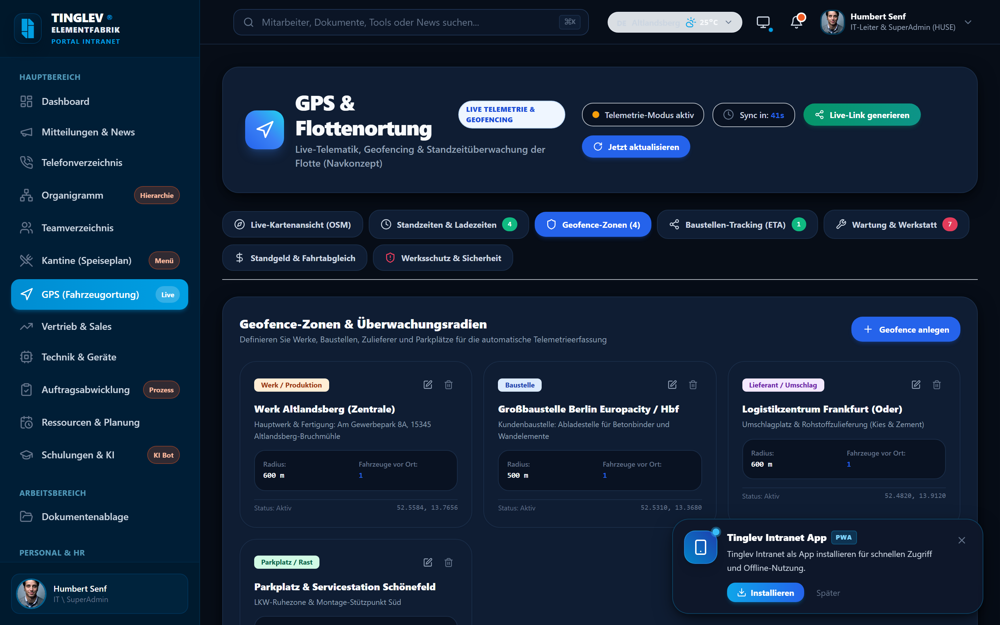 TINGLEV ®
ELEMENTFABRIK
PORTAL INTRANET
HAUPTBEREICH
Dashboard
Mitteilungen & News
Telefonverzeichnis
Organigramm
Hierarchie
Teamverzeichnis
Kantine (Speiseplan)
Menü
GPS (Fahrzeugortung)
Live
Vertrieb & Sales
Technik & Geräte
Auftragsabwicklung
Prozess
Ressourcen & Planung
Schulungen & KI
KI Bot
ARBEITSBEREICH
Dokumentenablage
PERSONAL & HR
Humbert Senf
IT \ SuperAdmin
Mitarbeiter, Dokumente, Tools oder News suchen...
⌘K
DE Altlandsberg 25°C
Humbert Senf
IT-Leiter & SuperAdmin (HUSE)
GPS &
Flottenortung
LIVE TELEMETRIE &
GEOFENCING
Live-Telematik, Geofencing & Standzeitüberwachung der
Flotte (Navkonzept)
Telemetrie-Modus aktiv
Sync in: 41s
Live-Link generieren
Jetzt aktualisieren
Live-Kartenansicht (OSM)
Standzeiten & Ladezeiten 4
Geofence-Zonen (4)
Baustellen-Tracking (ETA) 1
Wartung & Werkstatt 7
Standgeld & Fahrtabgleich
Werksschutz & Sicherheit
Geofence-Zonen & Überwachungsradien
Definieren Sie Werke, Baustellen, Zulieferer und Parkplätze für die automatische Telemetrieerfassung
Geofence anlegen
Werk / Produktion
Werk Altlandsberg (Zentrale)
Hauptwerk & Fertigung: Am Gewerbepark 8A, 15345
Altlandsberg-Bruchmühle
Radius:
600 m
Fahrzeuge vor Ort:
1
Status: Aktiv
52.5584, 13.7656
Baustelle
Großbaustelle Berlin Europacity / Hbf
Kundenbaustelle: Abladestelle für Betonbinder und
Wandelemente
Radius:
500 m
Fahrzeuge vor Ort:
1
Status: Aktiv
52.5310, 13.3680
Lieferant / Umschlag
Logistikzentrum Frankfurt (Oder)
Umschlagplatz & Rohstoffzulieferung (Kies & Zement)
Radius:
600 m
Fahrzeuge vor Ort:
1
Status: Aktiv
52.4820, 13.9120
Parkplatz / Rast
Parkplatz & Servicestation Schönefeld
LKW-Ruhezone & Montage-Stützpunkt Süd
Tinglev Intranet App PWA
Tinglev Intranet als App installieren für schnellen Zugriff
und Offline-Nutzung.
Installieren
Später